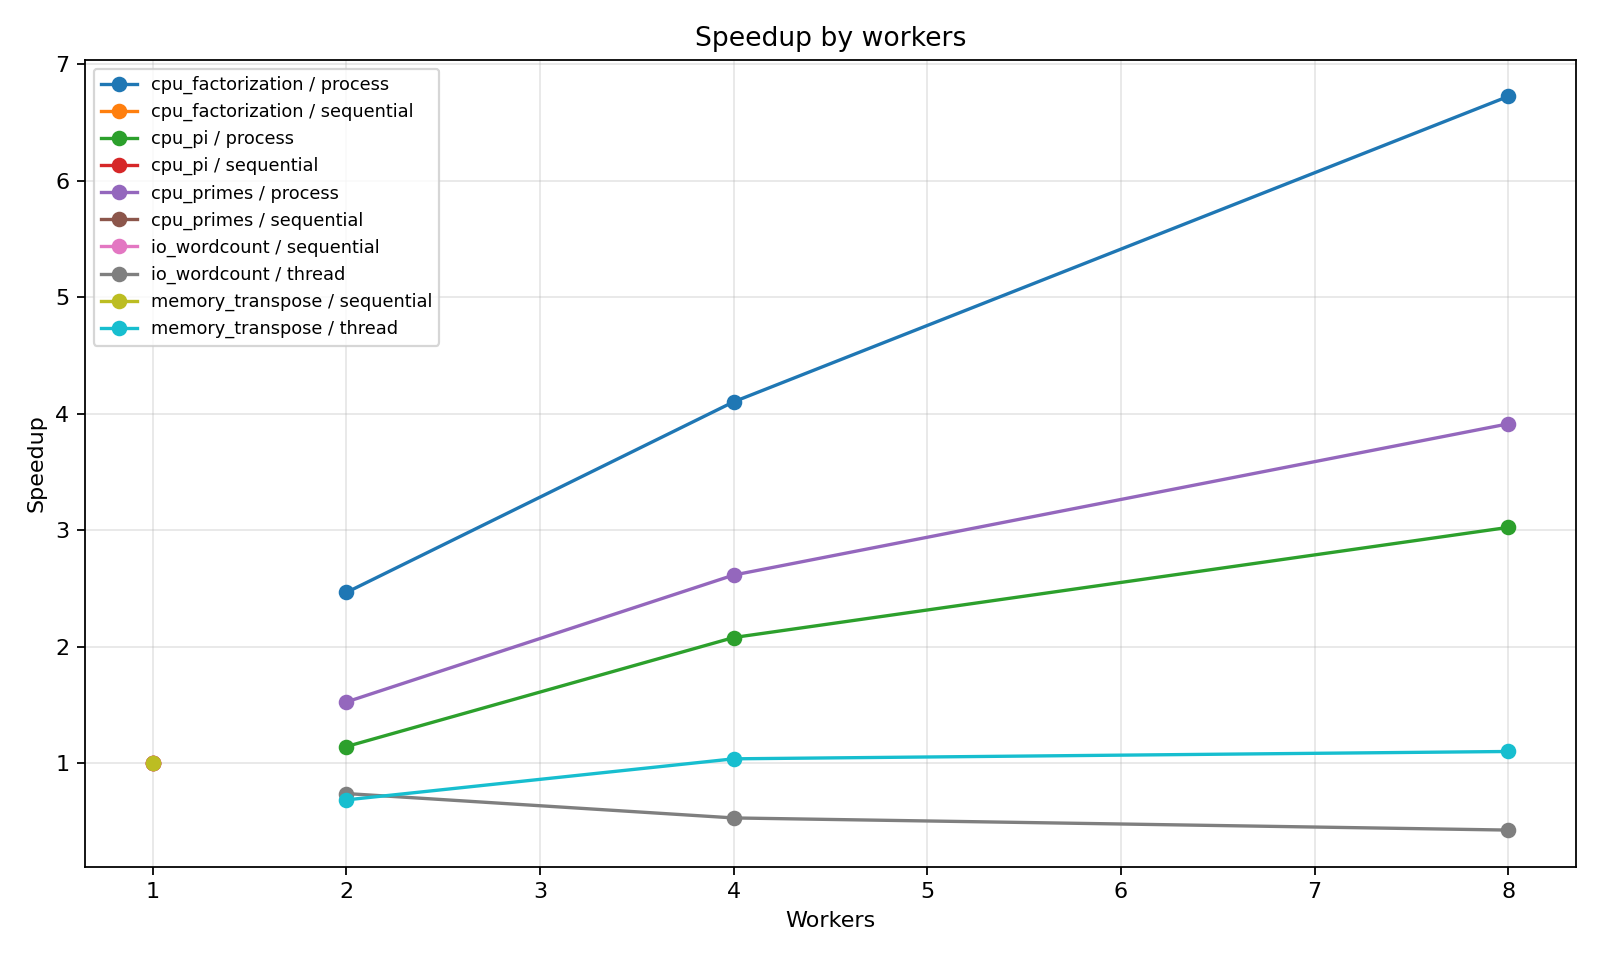 Speedup by workers
7
6
5
4
3
2
1
Speedup
cpu_factorization / process
cpu_factorization / sequential
cpu_pi / process
cpu_pi / sequential
cpu_primes / process
cpu_primes / sequential
io_wordcount / sequential
io_wordcount / thread
memory_transpose / sequential
memory_transpose / thread
1 2 3 4 5 6 7 8
Workers